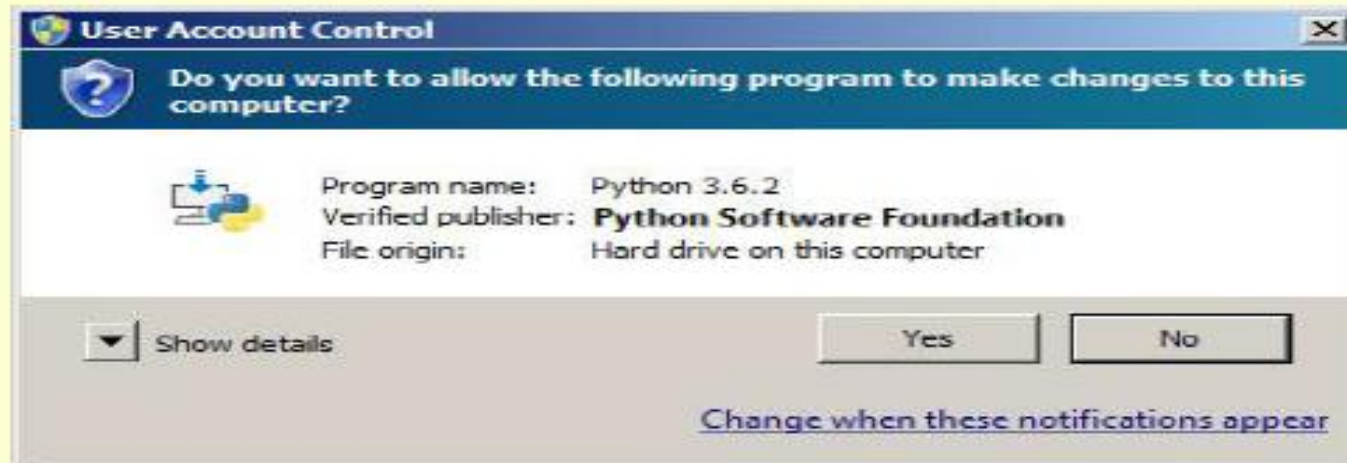 User Account Control
Do you want to allow the following program to make changes to this
computer?
Program name: Python 3.6.2
Verified publisher: Python Software Foundation
File origin: Hard drive on this computer
Show details
Yes No
Change when these notifications appear